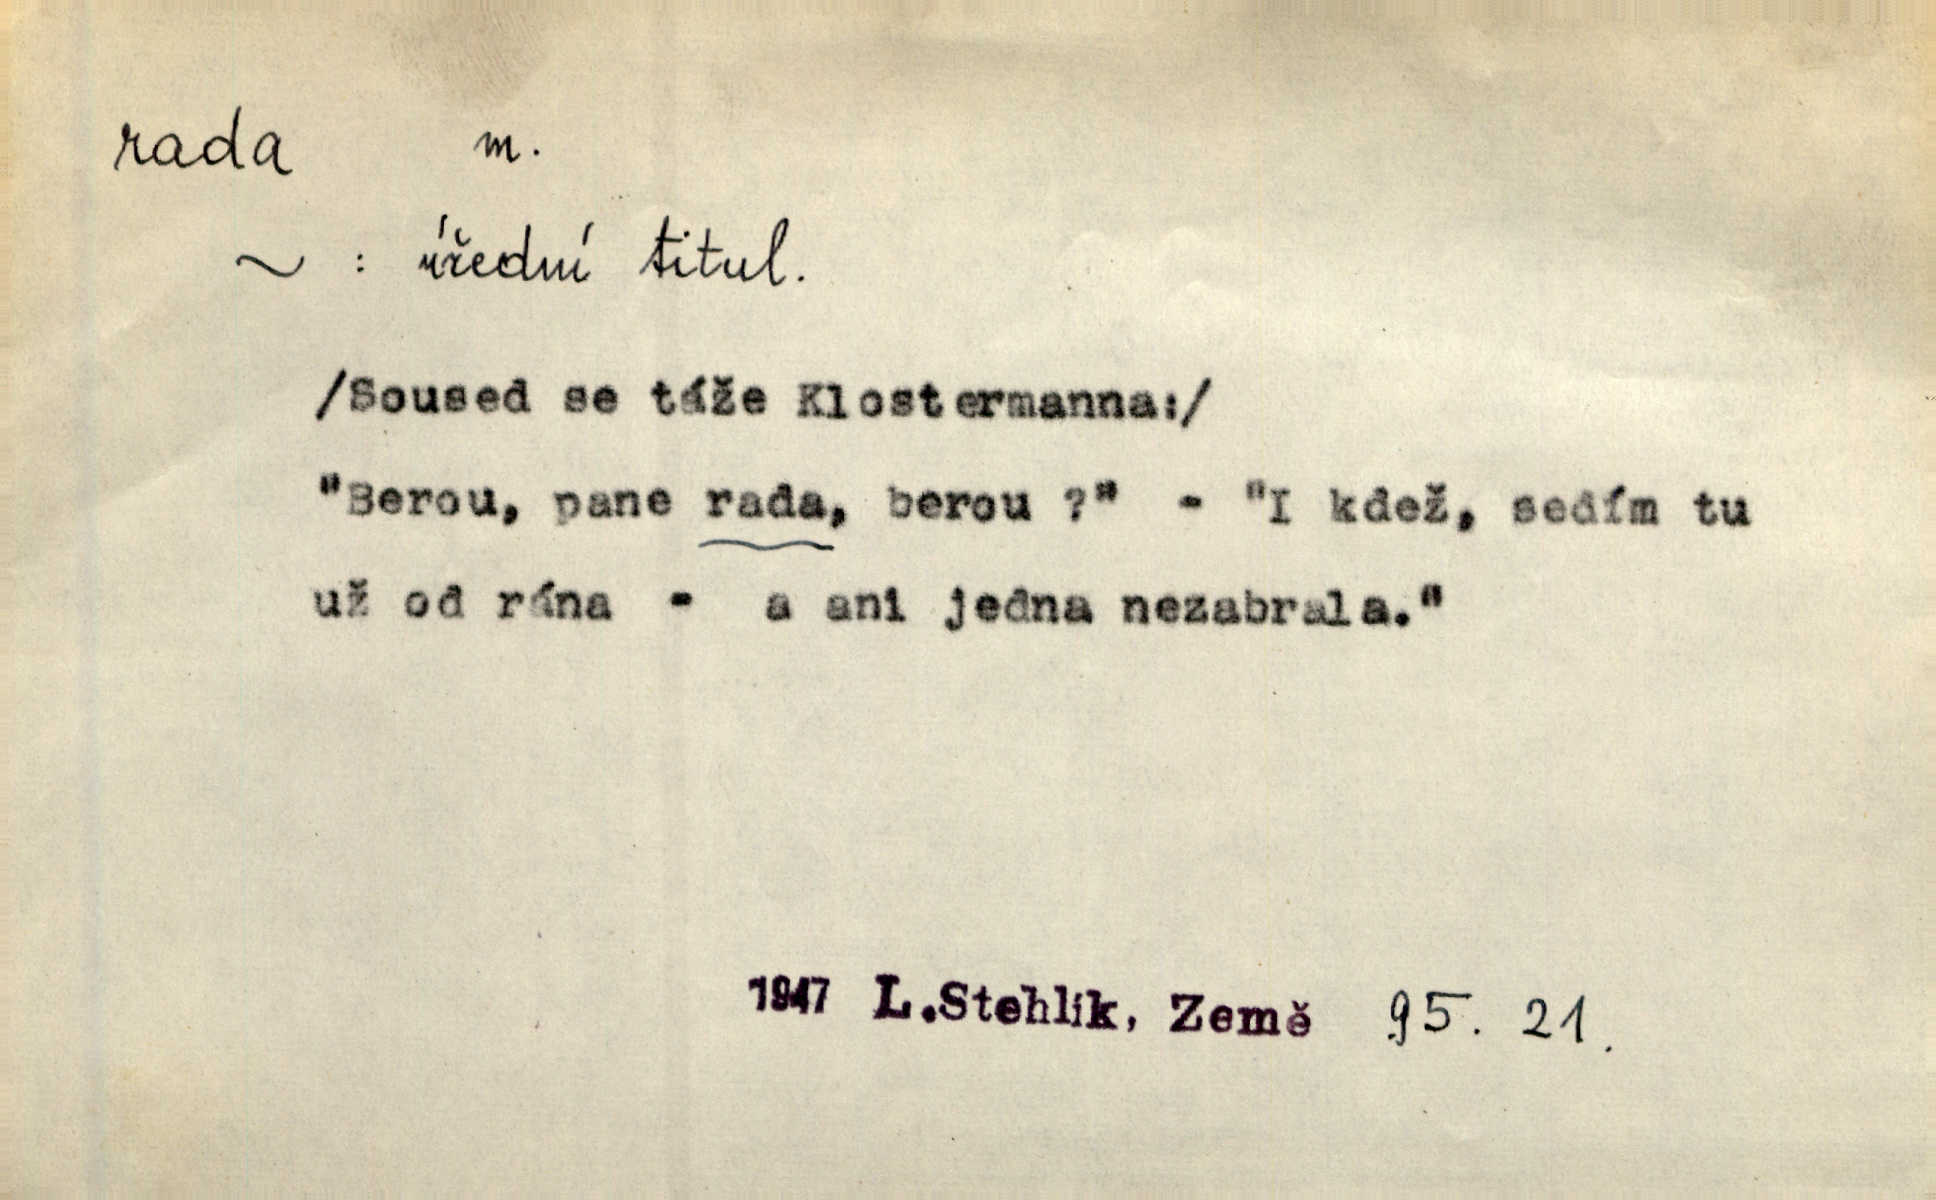 rada m.
~ : úřední titul.
/Soused se táže Klostermanna:/
"Berou, pane rada, berou ?" - "I kdež, sedím tu
už od rána - a ani jedna nezabrala."
1947 L.Stehlík, Země 95. 21.